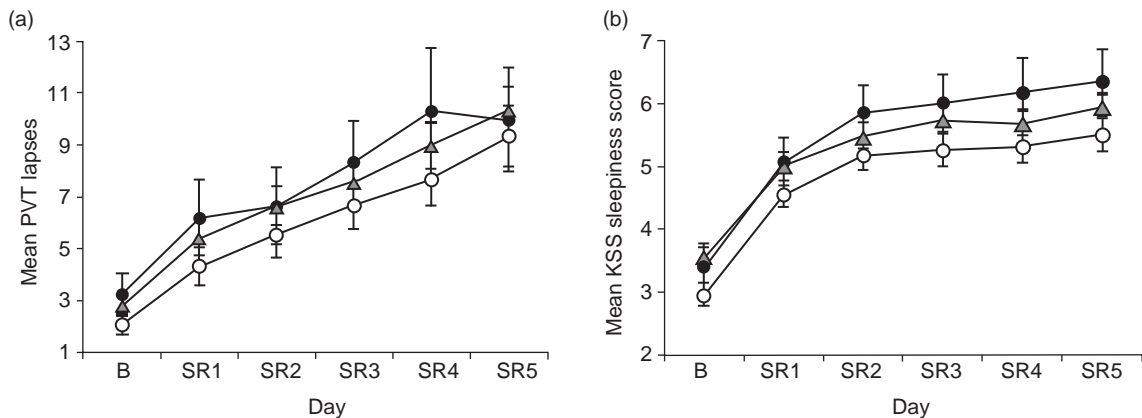 (a)
13
11
9
7
5
3
1
Mean PVT lapses
B SR1 SR2 SR3 SR4 SR5
Day
(b)
7
6
5
4
3
2
Mean KSS sleepiness score
B SR1 SR2 SR3 SR4 SR5
Day